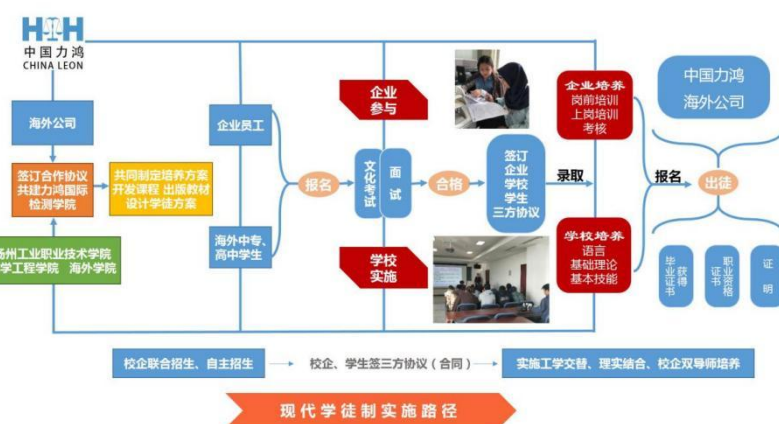 中国力鸿
CHINA LEON
海外公司
签订合作协议
共建力鸿国际
检测学院
共同制定培养方案
开发课程 出版教材
设计学徒方案
扬州工业职业技术学院
学工程学院 海外学院
企业员工
海外中专、
高中学生
报名
企业
参与
文化考试
面试
学校
实施
合格
签订
企业
学校
学生
三方协议
录取
企业培养
岗前培训
上岗培训
考核
学校培养
语言
基础理论
基本技能
报名
中国力鸿
海外公司
出徒
获得
毕业证书
职业资格
证书
证明
校企联合招生、自主招生
校企、学生签三方协议（合同）
实施工学交替、理实结合、校企双导师培养
现代学徒制实施路径